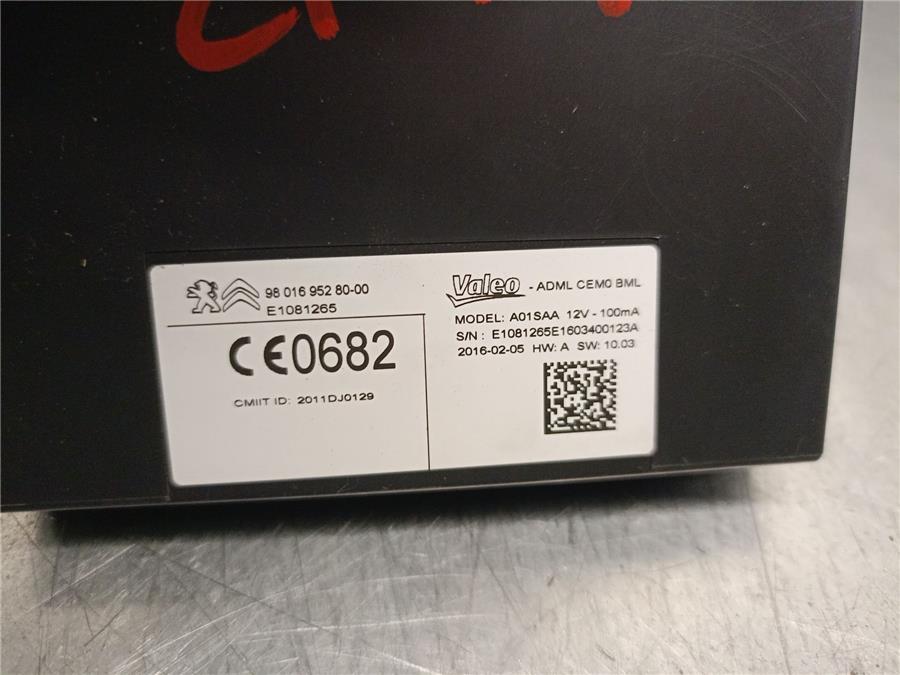 98 016 952 80-00
E1081265
CE0682
CMIIT ID: 2011DJ0129
Valeo - ADML CEM0 BML
MODEL: A01SAA 12V - 100mA
S/N : E1081265E1603400123A
2016-02-05 HW: A SW: 10.03